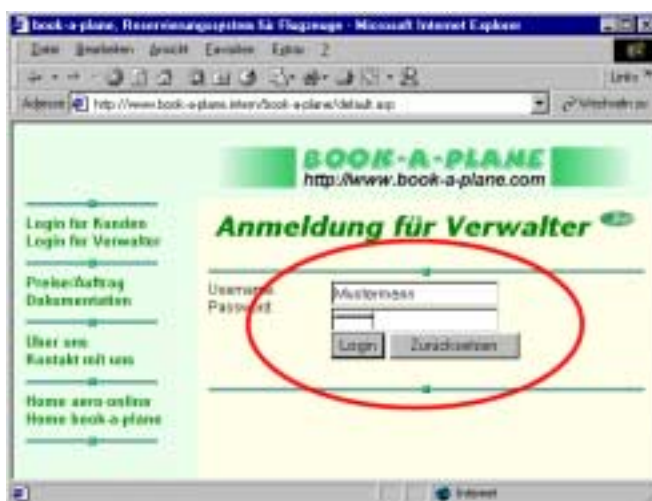 book-a-plane, Reservierungssystem für Flugzeuge - Microsoft Internet Explorer
Datei Bearbeiten Ansicht Favoriten Extras ?
Links
Adresse http://www.book-a-plane.intern/book-a-plane/default.asp Wechseln zu
BOOK-A-PLANE
http://www.book-a-plane.com
Anmeldung für Verwalter
Login für Kunden
Login für Verwalter
Preise/Auftrag
Dokumentation
Über uns
Kontakt mit uns
Home aero-online
Home book-a-plane
Username
Mustermann
Password
Login Zurücksetzen
Internet